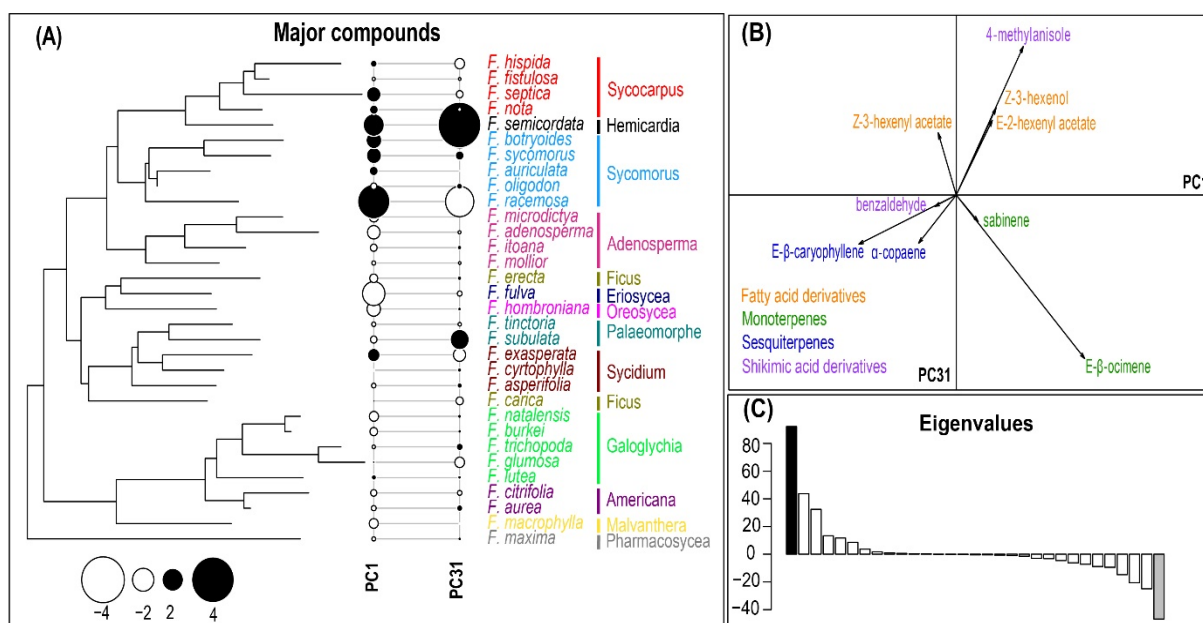 (A)
Major compounds
F. hispida
F. fistulosa
F. septica
F. nota
Sycocarpus
F. semicordata
Hemicardia
F. botryoides
F. sycomorus
F. auriculata
F. oligodon
F. racemosa
Sycomorus
F. microdictya
F. adenosperma
F. itoana
F. mollior
Adenosperma
F. erecta
Ficus
F. fulva
Eriosycea
F. hombroniana
Oreosycea
F. tinctoria
F. subulata
Palaeomorphe
F. exasperata
F. cyrtophylla
F. asperifolia
Sycidium
F. carica
Ficus
F. natalensis
F. burkei
F. trichopoda
F. glumosa
F. lutea
Galoglychia
F. citrifolia
F. aurea
Americana
F. macrophylla
Malvanthera
F. maxima
Pharmacosycea
−4 −2 2 4
PC1
PC31
(B)
4-methylanisole
Z-3-hexenol
Z-3-hexenyl acetate
E-2-hexenyl acetate
PC1
benzaldehyde
sabinene
E-β-caryophyllene
α-copaene
Fatty acid derivatives
Monoterpenes
Sesquiterpenes
Shikimic acid derivatives
E-β-ocimene
PC31
(C)
Eigenvalues
80
60
40
20
0
−20
−40